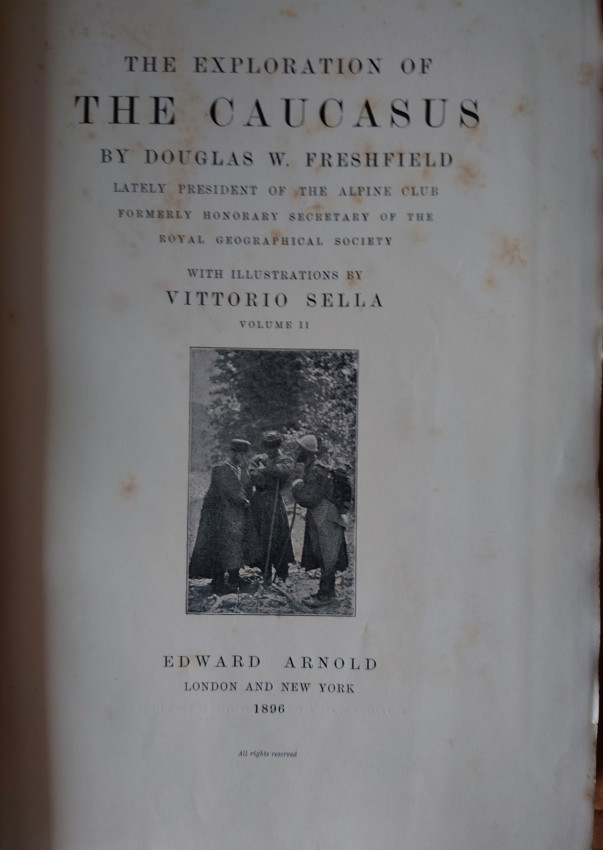 THE EXPLORATION OF
THE CAUCASUS
BY DOUGLAS W. FRESHFIELD
LATELY PRESIDENT OF THE ALPINE CLUB
FORMERLY HONORARY SECRETARY OF THE
ROYAL GEOGRAPHICAL SOCIETY
WITH ILLUSTRATIONS BY
VITTORIO SELLA
VOLUME II
EDWARD ARNOLD
LONDON AND NEW YORK
1896
All rights reserved